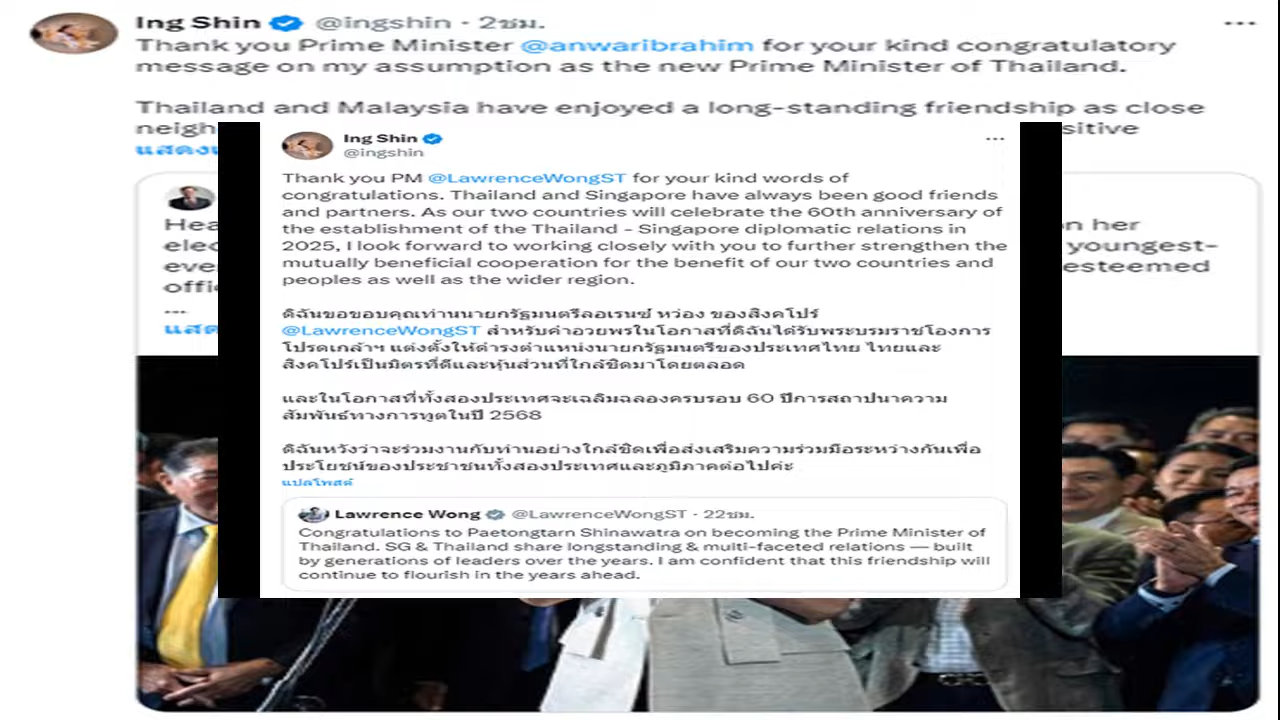 Ing Shin @ingshin · 2ชม.
Thank you Prime Minister @anwaribrahim for your kind congratulatory
message on my assumption as the new Prime Minister of Thailand.
Thailand and Malaysia have enjoyed a long-standing friendship as close
Ing Shin
@ingshin
Thank you PM @LawrenceWongST for your kind words of
congratulations. Thailand and Singapore have always been good friends
and partners. As our two countries will celebrate the 60th anniversary of
the establishment of the Thailand - Singapore diplomatic relations in
2025, I look forward to working closely with you to further strengthen the
mutually beneficial cooperation for the benefit of our two countries and
peoples as well as the wider region.
ดิฉันขอขอบคุณท่านนายกรัฐมนตรีลอเรนซ์ หว่อง ของสิงคโปร์
@LawrenceWongST สำหรับคำอวยพรในโอกาสที่ดิฉันได้รับพระบรมราชโองการ
โปรดเกล้าฯ แต่งตั้งให้ดำรงตำแหน่งนายกรัฐมนตรีของประเทศไทย ไทยและ
สิงคโปร์เป็นมิตรที่ดีและหุ้นส่วนที่ใกล้ชิดมาโดยตลอด
และในโอกาสที่ทั้งสองประเทศจะเฉลิมฉลองครบรอบ 60 ปีการสถาปนาความ
สัมพันธ์ทางการทูตในปี 2568
ดิฉันหวังว่าจะร่วมงานกับท่านอย่างใกล้ชิดเพื่อส่งเสริมความร่วมมือระหว่างกันเพื่อ
ประโยชน์ของประชาชนทั้งสองประเทศและภูมิภาคต่อไปค่ะ
แปลโพสต์
Lawrence Wong @LawrenceWongST · 22ชม.
Congratulations to Paetongtarn Shinawatra on becoming the Prime Minister of
Thailand. SG & Thailand share longstanding & multi-faceted relations — built
by generations of leaders over the years. I am confident that this friendship will
continue to flourish in the years ahead.
her
youngest-
esteemed